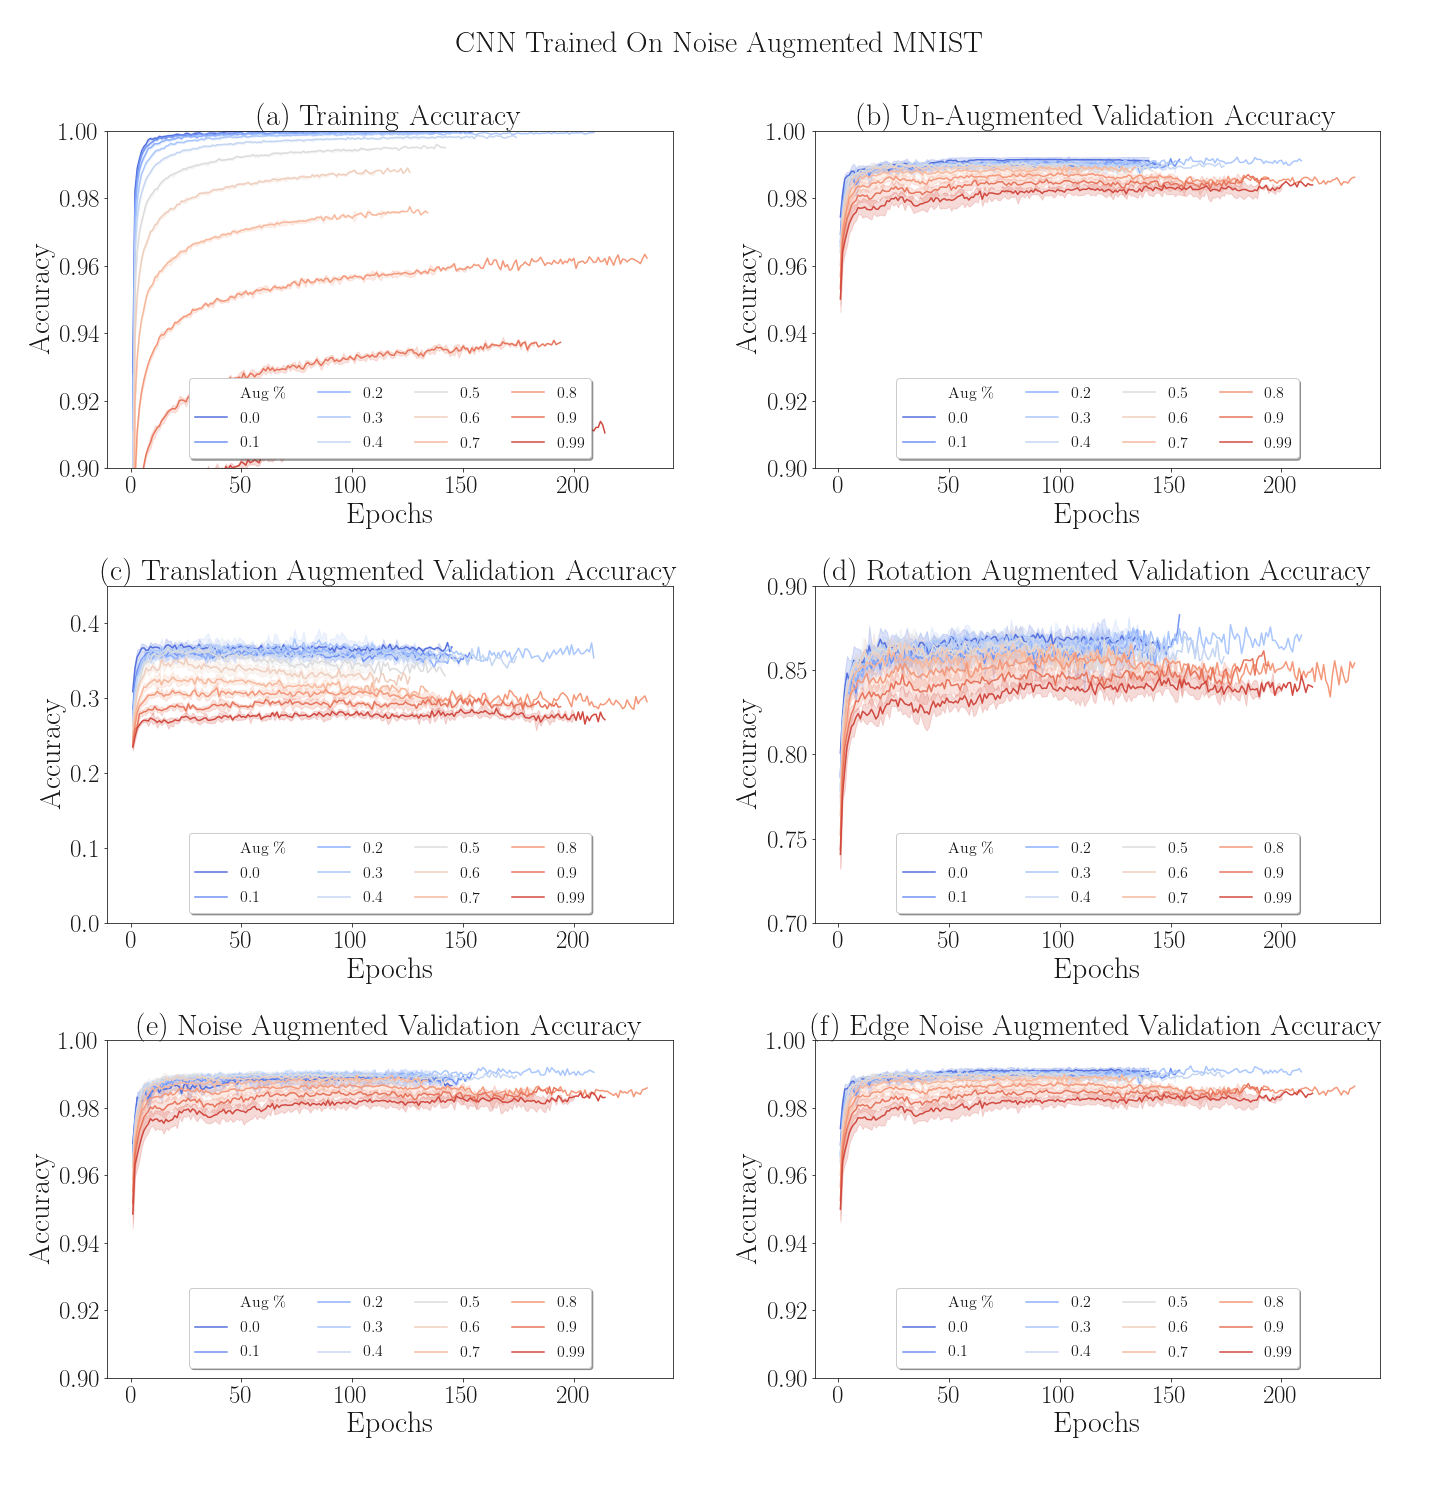 CNN Trained On Noise Augmented MNIST
(a) Training Accuracy
1.00
0.98
0.96
0.94
0.92
0.90
Accuracy
0 50 100 150 200
Epochs
Aug % 0.2 0.5 0.8
0.0 0.3 0.6 0.9
0.1 0.4 0.7 0.99
(b) Un-Augmented Validation Accuracy
1.00
0.98
0.96
0.94
0.92
0.90
Accuracy
0 50 100 150 200
Epochs
Aug % 0.2 0.5 0.8
0.0 0.3 0.6 0.9
0.1 0.4 0.7 0.99
(c) Translation Augmented Validation Accuracy
0.4
0.3
0.2
0.1
0.0
Accuracy
0 50 100 150 200
Epochs
Aug % 0.2 0.5 0.8
0.0 0.3 0.6 0.9
0.1 0.4 0.7 0.99
(d) Rotation Augmented Validation Accuracy
0.90
0.85
0.80
0.75
0.70
Accuracy
0 50 100 150 200
Epochs
Aug % 0.2 0.5 0.8
0.0 0.3 0.6 0.9
0.1 0.4 0.7 0.99
(e) Noise Augmented Validation Accuracy
1.00
0.98
0.96
0.94
0.92
0.90
Accuracy
0 50 100 150 200
Epochs
Aug % 0.2 0.5 0.8
0.0 0.3 0.6 0.9
0.1 0.4 0.7 0.99
(f) Edge Noise Augmented Validation Accuracy
1.00
0.98
0.96
0.94
0.92
0.90
Accuracy
0 50 100 150 200
Epochs
Aug % 0.2 0.5 0.8
0.0 0.3 0.6 0.9
0.1 0.4 0.7 0.99